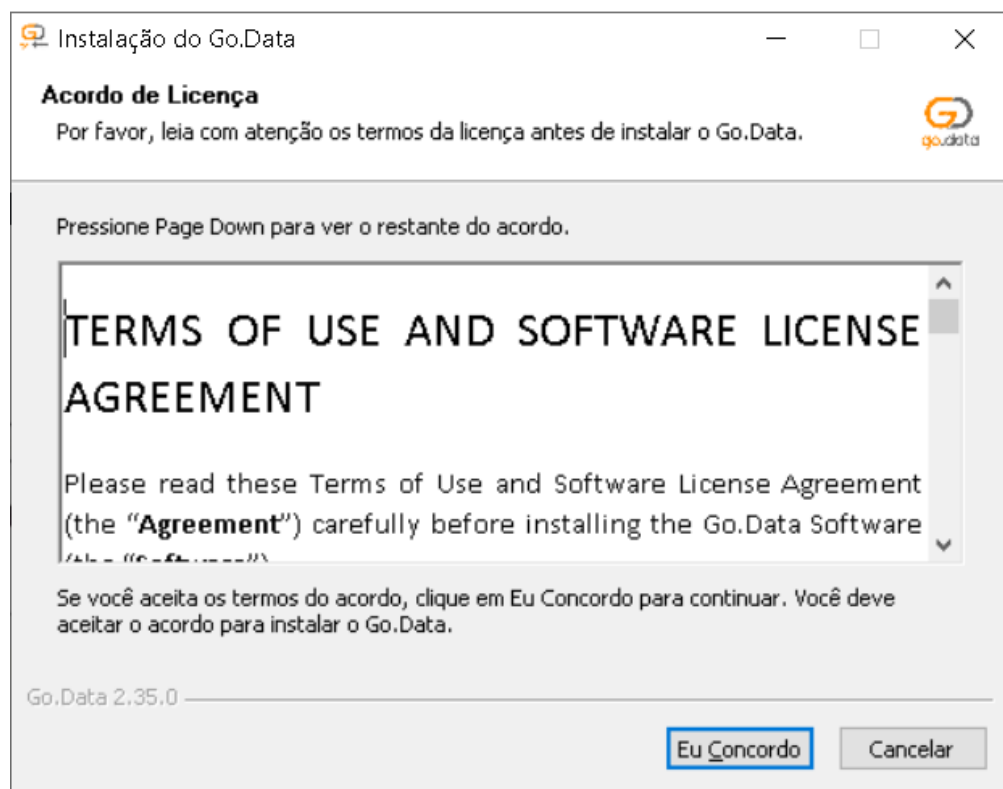 Instalação do Go.Data
Acordo de Licença
Por favor, leia com atenção os termos da licença antes de instalar o Go.Data.
go.data
Pressione Page Down para ver o restante do acordo.
TERMS OF USE AND SOFTWARE LICENSE
AGREEMENT
Please read these Terms of Use and Software License Agreement
(the “Agreement”) carefully before installing the Go.Data Software
(the “Software”)
Se você aceita os termos do acordo, clique em Eu Concordo para continuar. Você deve
aceitar o acordo para instalar o Go.Data.
Go.Data 2.35.0
Eu Concordo
Cancelar